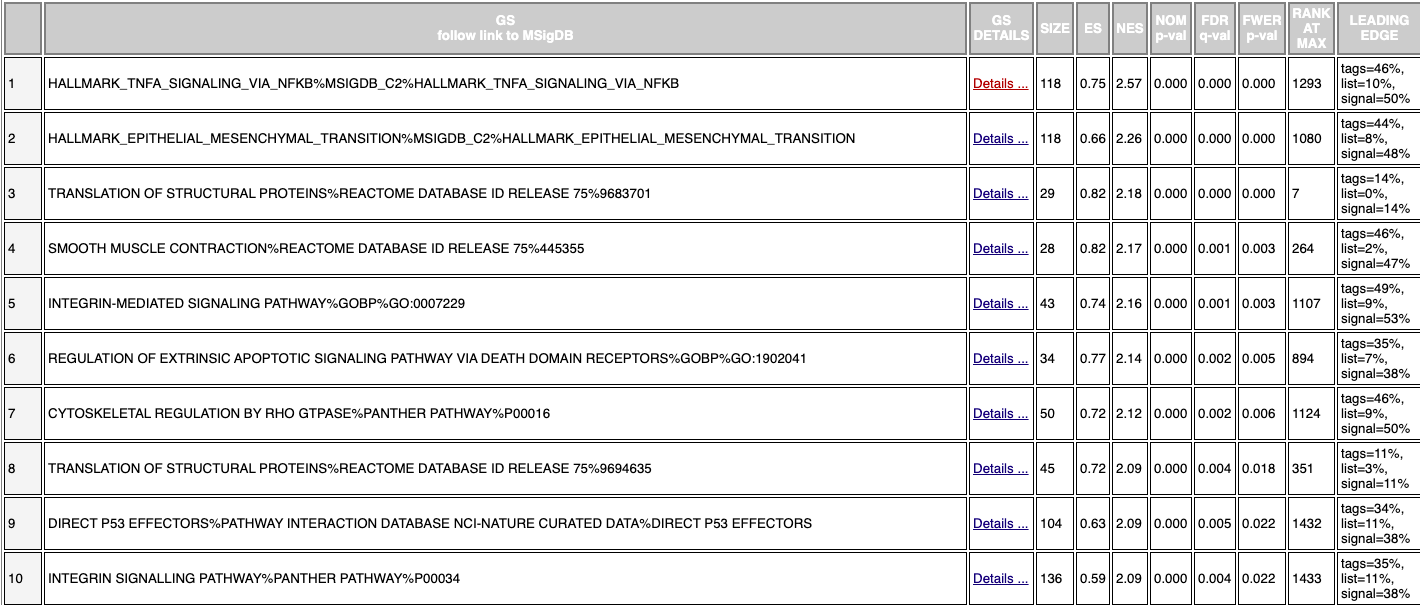 GS
follow link to MSigDB
GS
DETAILS
SIZE
ES
NES
NOM
p-val
FDR
q-val
FWER
p-val
RANK
AT
MAX
LEADING
EDGE
1 HALLMARK_TNFA_SIGNALING_VIA_NFKB%MSIGDB_C2%HALLMARK_TNFA_SIGNALING_VIA_NFKB Details ... 118 0.75 2.57 0.000 0.000 0.000 1293 tags=46%,
list=10%,
signal=50%
2 HALLMARK_EPITHELIAL_MESENCHYMAL_TRANSITION%MSIGDB_C2%HALLMARK_EPITHELIAL_MESENCHYMAL_TRANSITION Details ... 118 0.66 2.26 0.000 0.000 0.000 1080 tags=44%,
list=8%,
signal=48%
3 TRANSLATION OF STRUCTURAL PROTEINS%REACTOME DATABASE ID RELEASE 75%9683701 Details ... 29 0.82 2.18 0.000 0.000 0.000 7 tags=14%,
list=0%,
signal=14%
4 SMOOTH MUSCLE CONTRACTION%REACTOME DATABASE ID RELEASE 75%445355 Details ... 28 0.82 2.17 0.000 0.001 0.003 264 tags=46%,
list=2%,
signal=47%
5 INTEGRIN-MEDIATED SIGNALING PATHWAY%GOBP%GO:0007229 Details ... 43 0.74 2.16 0.000 0.001 0.003 1107 tags=49%,
list=9%,
signal=53%
6 REGULATION OF EXTRINSIC APOPTOTIC SIGNALING PATHWAY VIA DEATH DOMAIN RECEPTORS%GOBP%GO:1902041 Details ... 34 0.77 2.14 0.000 0.002 0.005 894 tags=35%,
list=7%,
signal=38%
7 CYTOSKELETAL REGULATION BY RHO GTPASE%PANTHER PATHWAY%P00016 Details ... 50 0.72 2.12 0.000 0.002 0.006 1124 tags=46%,
list=9%,
signal=50%
8 TRANSLATION OF STRUCTURAL PROTEINS%REACTOME DATABASE ID RELEASE 75%9694635 Details ... 45 0.72 2.09 0.000 0.004 0.018 351 tags=11%,
list=3%,
signal=11%
9 DIRECT P53 EFFECTORS%PATHWAY INTERACTION DATABASE NCI-NATURE CURATED DATA%DIRECT P53 EFFECTORS Details ... 104 0.63 2.09 0.000 0.005 0.022 1432 tags=34%,
list=11%,
signal=38%
10 INTEGRIN SIGNALLING PATHWAY%PANTHER PATHWAY%P00034 Details ... 136 0.59 2.09 0.000 0.004 0.022 1433 tags=35%,
list=11%,
signal=38%